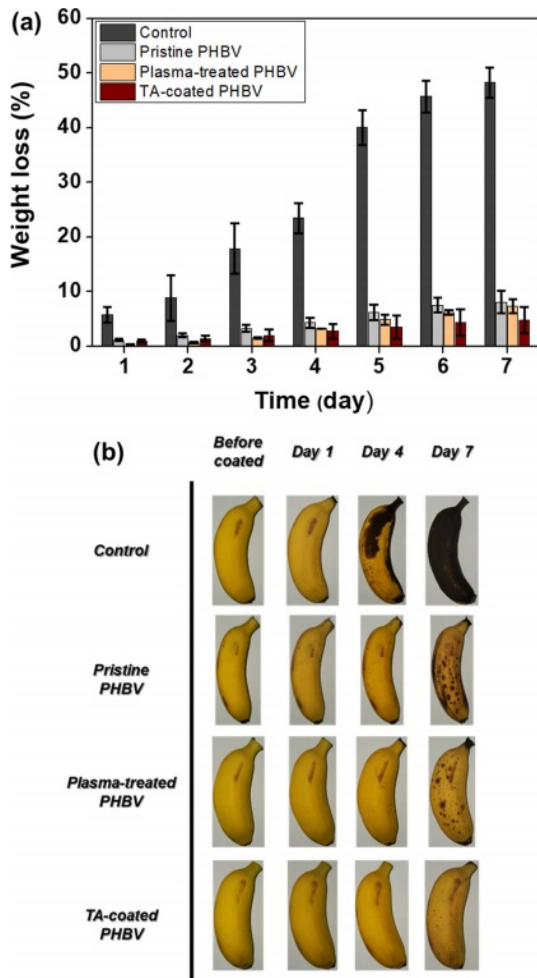 (a)
60
50
40
30
20
10
0
Weight loss (%)
Control
Pristine PHBV
Plasma-treated PHBV
TA-coated PHBV
1 2 3 4 5 6 7
Time (day)
(b)
Before coated
Day 1
Day 4
Day 7
Control
Pristine
PHBV
Plasma-treated
PHBV
TA-coated
PHBV